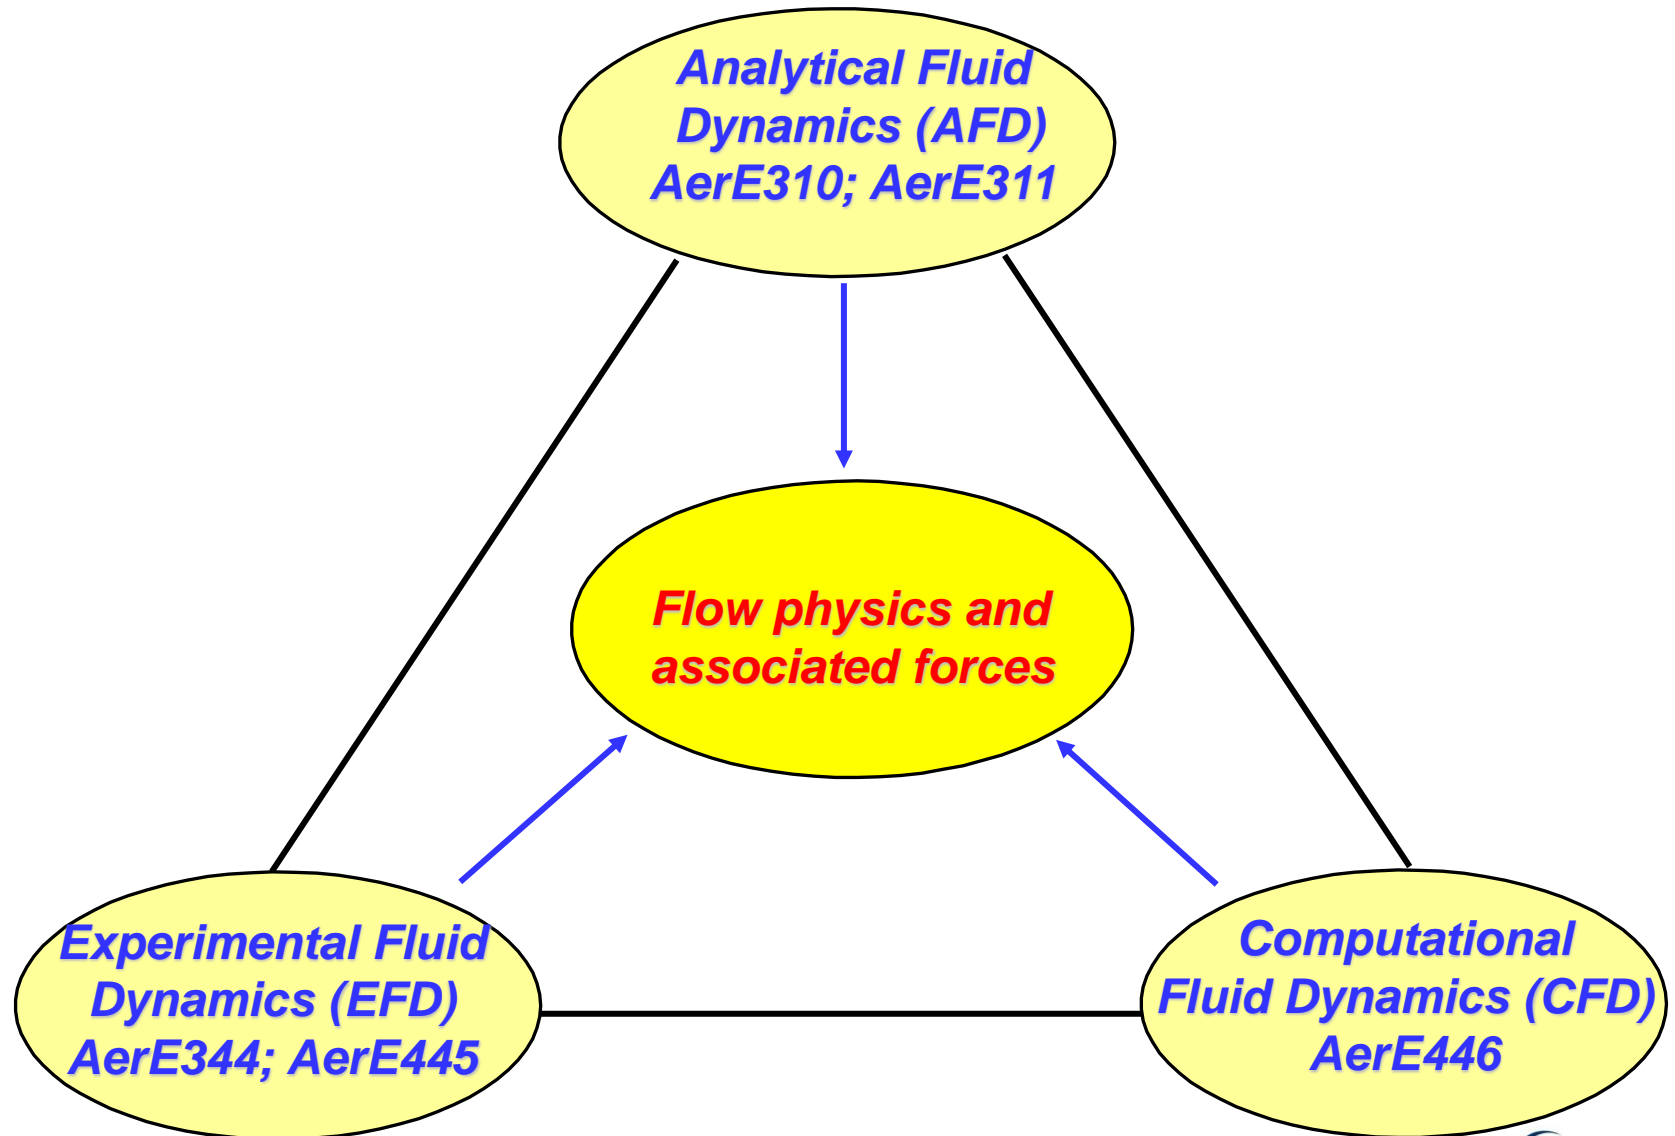 Analytical Fluid
Dynamics (AFD)
AerE310; AerE311
Flow physics and
associated forces
Experimental Fluid
Dynamics (EFD)
AerE344; AerE445
Computational
Fluid Dynamics (CFD)
AerE446